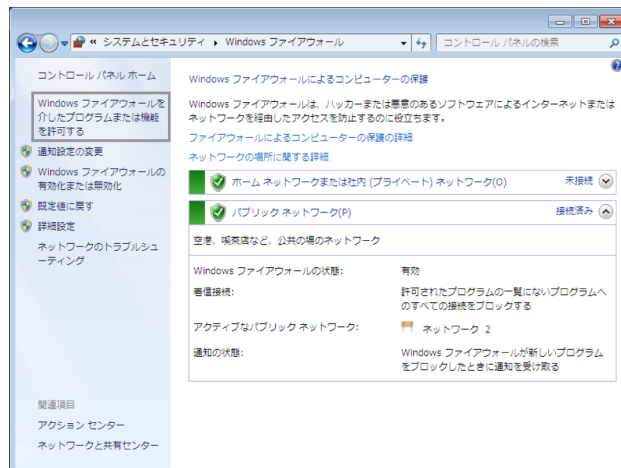 « システムとセキュリティ ▸ Windows ファイアウォール
コントロール パネルの検索
コントロール パネル ホーム
Windows ファイアウォールを
介したプログラムまたは機能
を許可する
通知設定の変更
Windows ファイアウォールの
有効化または無効化
既定値に戻す
詳細設定
ネットワークのトラブルシュ
ーティング
関連項目
アクション センター
ネットワークと共有センター
Windows ファイアウォールによるコンピューターの保護
Windows ファイアウォールは、ハッカーまたは悪意のあるソフトウェアによるインターネットまたは
ネットワークを経由したアクセスを防止するのに役立ちます。
ファイアウォールによるコンピューターの保護の詳細
ネットワークの場所に関する詳細
ホーム ネットワークまたは社内 (プライベート) ネットワーク(O) 未接続
パブリック ネットワーク(P) 接続済み
空港、喫茶店など、公共の場のネットワーク
Windows ファイアウォールの状態: 有効
着信接続: 許可されたプログラムの一覧にないプログラムへ
のすべての接続をブロックする
アクティブなパブリック ネットワーク: ネットワーク 2
通知の状態: Windows ファイアウォールが新しいプログラム
をブロックしたときに通知を受け取る